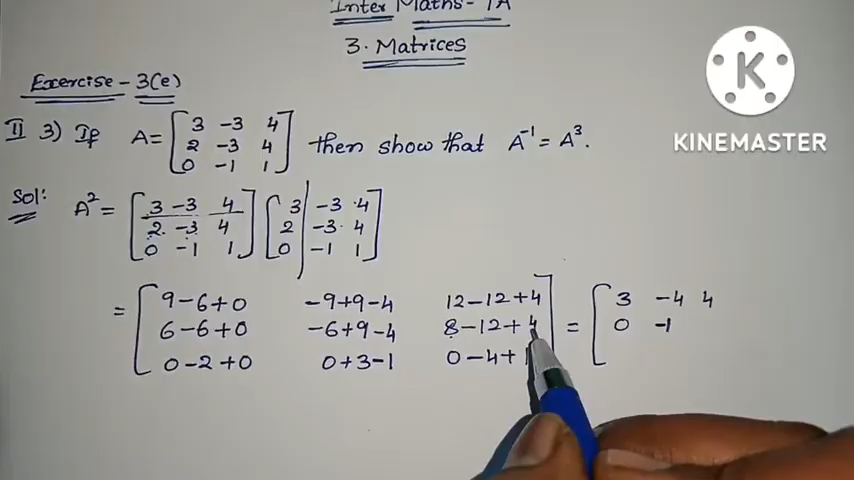 Inter Maths - 1A
3. Matrices
Exercise - 3(e)
II 3) If A = [ 3 -3 4
2 -3 4
0 -1 1 ] then show that A⁻¹ = A³.
Sol: A² = [ 3 -3 4 ] [ 3 -3 4 ]
2 -3 4 2 -3 4
0 -1 1 0 -1 1
= [ 9-6+0 -9+9-4 12-12+4 ] = [ 3 -4 4
6-6+0 -6+9-4 8-12+4 0 -1
0-2+0 0+3-1 0-4+
K
KINEMASTER